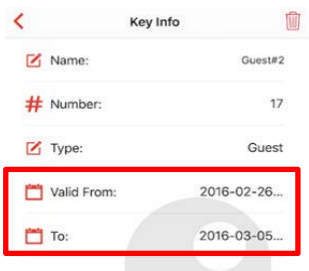 Key Info
Name: Guest#2
# Number: 17
Type: Guest
Valid From: 2016-02-26...
To: 2016-03-05...